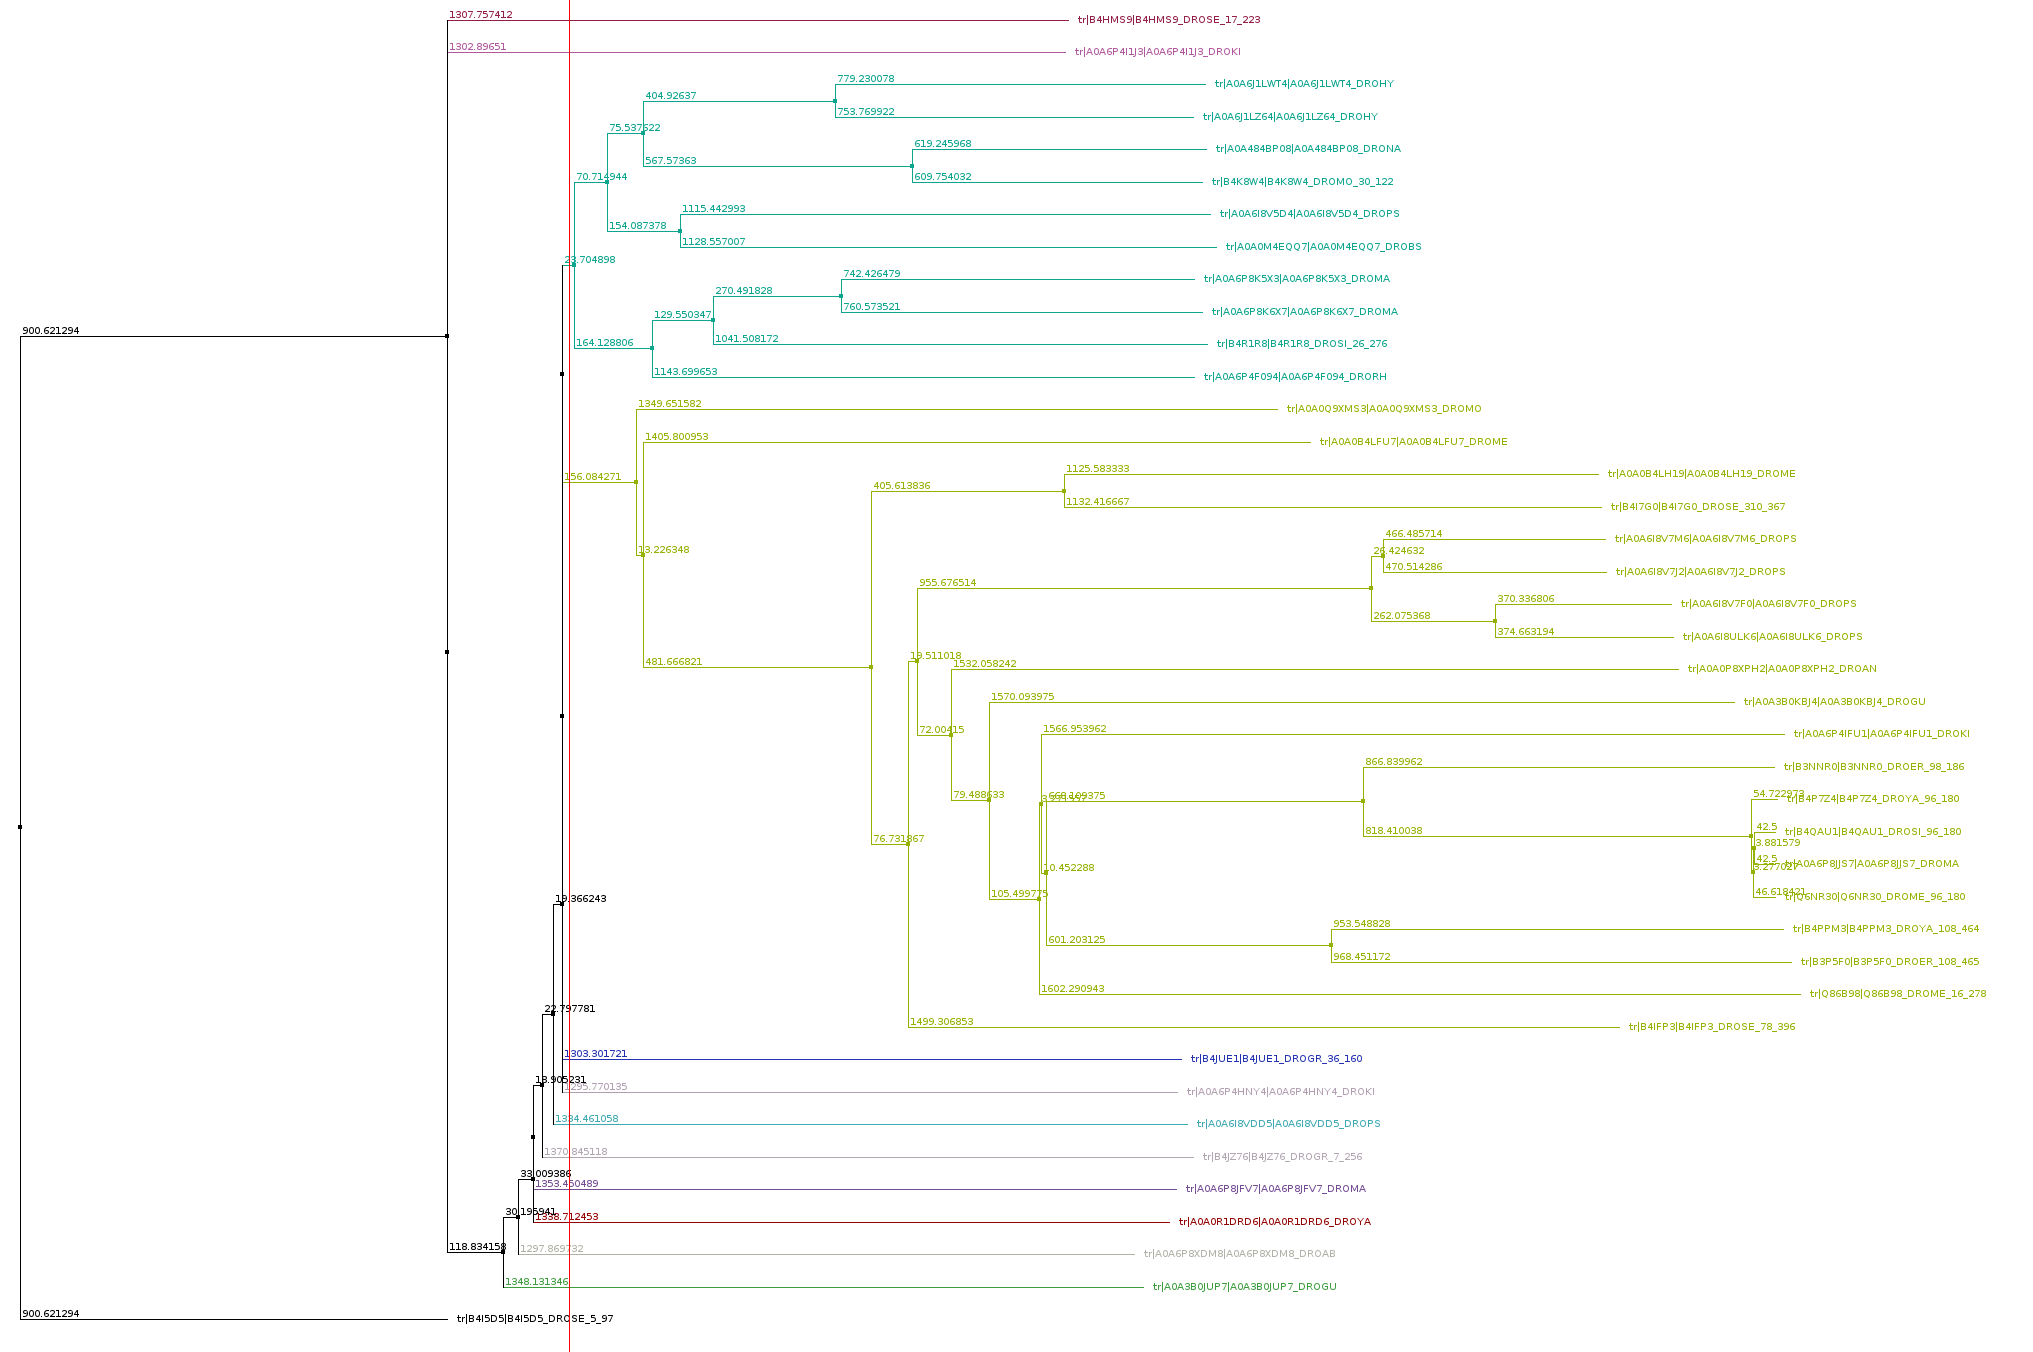 1307.757412
tr|B4HMS9|B4HMS9_DROSE_17_223
1302.89651
tr|A0A6P4I1J3|A0A6P4I1J3_DROKI
779.230078
tr|A0A6J1LWT4|A0A6J1LWT4_DROHY
404.92637
753.769922
tr|A0A6J1LZ64|A0A6J1LZ64_DROHY
75.537622
619.245968
tr|A0A484BP08|A0A484BP08_DRONA
567.57363
70.714944
609.754032
tr|B4K8W4|B4K8W4_DROMO_30_122
1115.442993
tr|A0A6I8V5D4|A0A6I8V5D4_DROPS
154.087378
1128.557007
tr|A0A0M4EQQ7|A0A0M4EQQ7_DROBS
23.704898
742.426479
tr|A0A6P8K5X3|A0A6P8K5X3_DROMA
270.491828
760.573521
tr|A0A6P8K6X7|A0A6P8K6X7_DROMA
129.550347
900.621294
1041.508172
tr|B4R1R8|B4R1R8_DROSI_26_276
164.128806
1143.699653
tr|A0A6P4F094|A0A6P4F094_DRORH
1349.651582
tr|A0A0Q9XMS3|A0A0Q9XMS3_DROMO
1405.800953
tr|A0A0B4LFU7|A0A0B4LFU7_DROME
156.084271
1125.583333
tr|A0A0B4LH19|A0A0B4LH19_DROME
405.613836
1132.416667
tr|B4I7G0|B4I7G0_DROSE_310_367
466.485714
tr|A0A6I8V7M6|A0A6I8V7M6_DROPS
13.226348
26.424632
470.514286
tr|A0A6I8V7J2|A0A6I8V7J2_DROPS
955.676514
370.336806
tr|A0A6I8V7F0|A0A6I8V7F0_DROPS
262.075368
374.663194
tr|A0A6I8ULK6|A0A6I8ULK6_DROPS
19.511018
481.666821
1532.058242
tr|A0A0P8XPH2|A0A0P8XPH2_DROAN
1570.093975
tr|A0A3B0KBJ4|A0A3B0KBJ4_DROGU
72.00415
1566.953962
tr|A0A6P4IFU1|A0A6P4IFU1_DROKI
866.839962
tr|B3NNR0|B3NNR0_DROER_98_186
79.488633
668.109375
54.722973
tr|B4P7Z4|B4P7Z4_DROYA_96_180
818.410038
42.5
tr|B4QAU1|B4QAU1_DROSI_96_180
76.731867
3.881579
42.5
tr|A0A6P8JJS7|A0A6P8JJS7_DROMA
10.452288
3.277027
105.499775
46.618421
tr|Q6NR30|Q6NR30_DROME_96_180
19.366243
953.548828
tr|B4PPM3|B4PPM3_DROYA_108_464
601.203125
968.451172
tr|B3P5F0|B3P5F0_DROER_108_465
1602.290943
tr|Q86B98|Q86B98_DROME_16_278
22.797781
1499.306853
tr|B4IFP3|B4IFP3_DROSE_78_396
1303.301721
tr|B4JUE1|B4JUE1_DROGR_36_160
18.905231
1295.770135
tr|A0A6P4HNY4|A0A6P4HNY4_DROKI
1334.461058
tr|A0A6I8VDD5|A0A6I8VDD5_DROPS
1370.845118
tr|B4JZ76|B4JZ76_DROGR_7_256
33.009386
1353.450489
tr|A0A6P8JFV7|A0A6P8JFV7_DROMA
30.195941
1338.712453
tr|A0A0R1DRD6|A0A0R1DRD6_DROYA
118.834158
1297.869732
tr|A0A6P8XDM8|A0A6P8XDM8_DROAB
1348.131346
tr|A0A3B0JUP7|A0A3B0JUP7_DROGU
900.621294
tr|B4I5D5|B4I5D5_DROSE_5_97